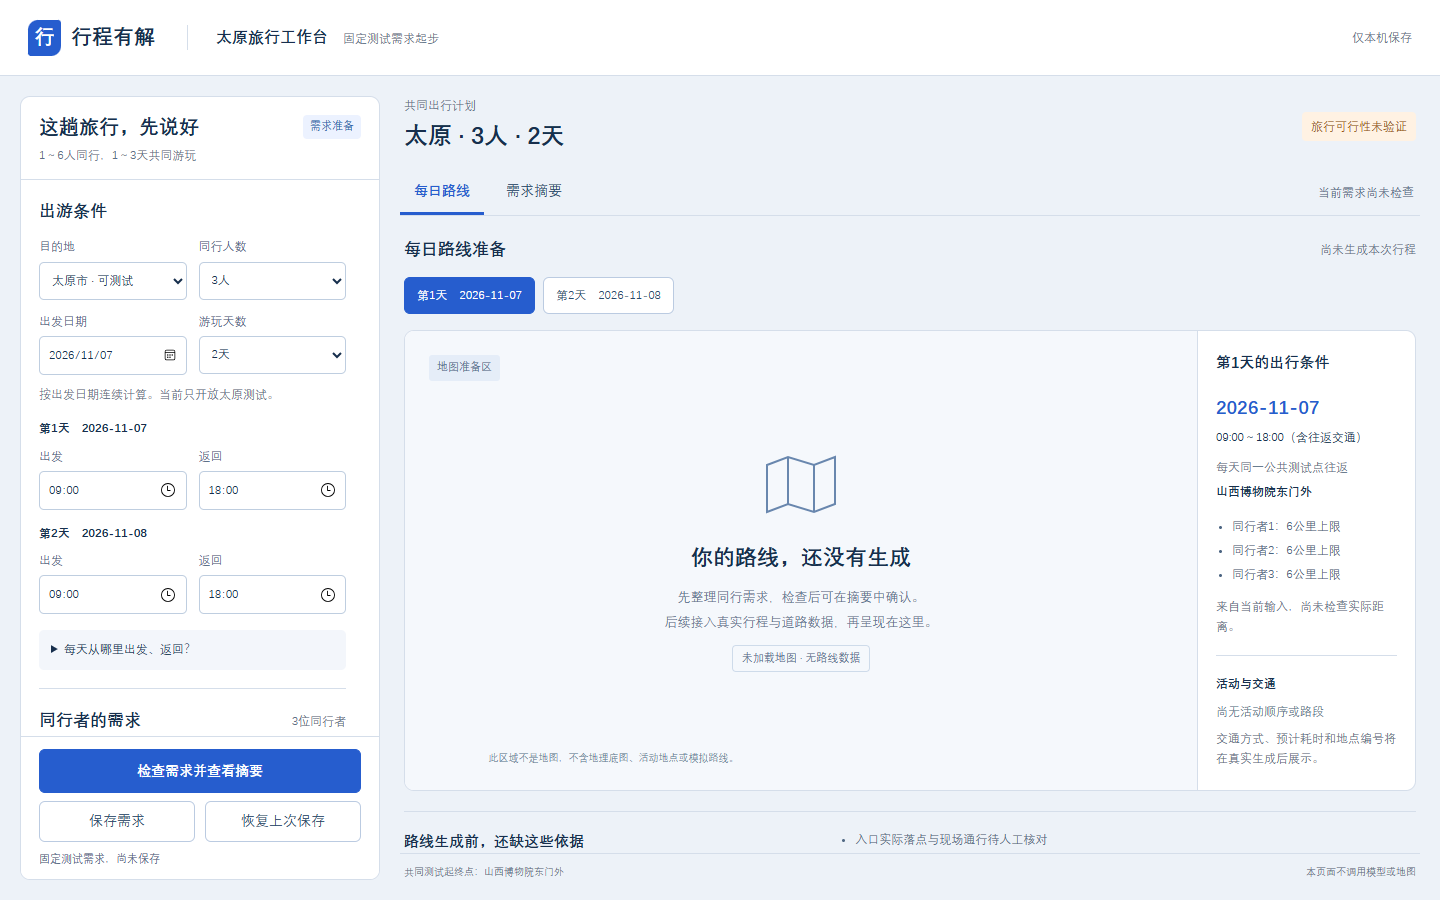 行 行程有解 太原旅行工作台 固定测试需求起步 仅本机保存
这趟旅行，先说好 需求准备
1～6人同行，1～3天共同游玩
出游条件
目的地 同行人数
太原市 · 可测试 3人
出发日期 游玩天数
2026/11/07 2天
按出发日期连续计算。当前只开放太原测试。
第1天 2026-11-07
出发 返回
09:00 18:00
第2天 2026-11-08
出发 返回
09:00 18:00
每天从哪里出发、返回？
同行者的需求 3位同行者
检查需求并查看摘要
保存需求 恢复上次保存
固定测试需求，尚未保存
共同出行计划
太原 · 3人 · 2天 旅行可行性未验证
每日路线 需求摘要 当前需求尚未检查
每日路线准备 尚未生成本次行程
第1天 2026-11-07 第2天 2026-11-08
地图准备区
你的路线，还没有生成
先整理同行需求，检查后可在摘要中确认。
后续接入真实行程与道路数据，再呈现在这里。
未加载地图 · 无路线数据
此区域不是地图，不含地理底图、活动地点或模拟路线。
第1天的出行条件
2026-11-07
09:00～18:00（含往返交通）
每天同一公共测试点往返
山西博物院东门外
同行者1：6公里上限
同行者2：6公里上限
同行者3：6公里上限
来自当前输入，尚未检查实际距
离。
活动与交通
尚无活动顺序或路段
交通方式、预计耗时和地点编号将
在真实生成后展示。
路线生成前，还缺这些依据 入口实际落点与现场通行待人工核对
共同测试起终点：山西博物院东门外 本页面不调用模型或地图